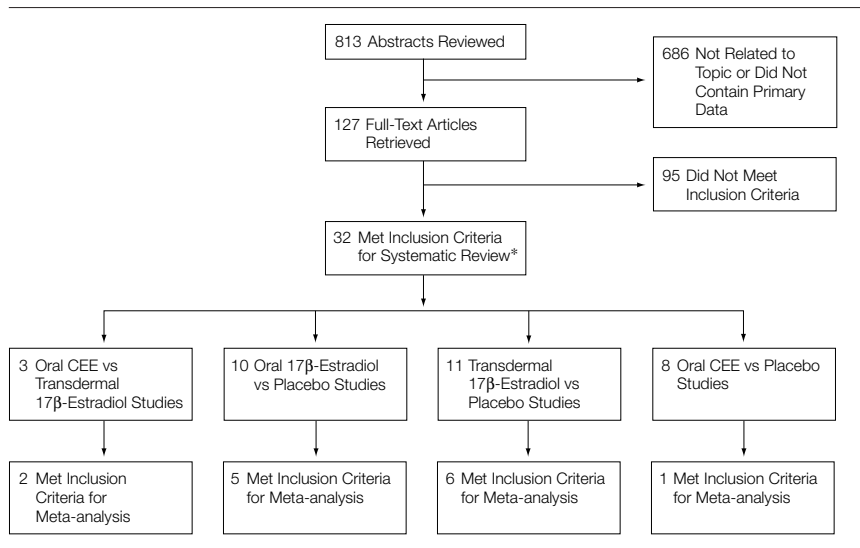 813 Abstracts Reviewed
686 Not Related to
Topic or Did Not
Contain Primary
Data
127 Full-Text Articles
Retrieved
95 Did Not Meet
Inclusion Criteria
32 Met Inclusion Criteria
for Systematic Review*
3 Oral CEE vs
Transdermal
17β-Estradiol Studies
10 Oral 17β-Estradiol
vs Placebo Studies
11 Transdermal
17β-Estradiol vs
Placebo Studies
8 Oral CEE vs Placebo
Studies
2 Met Inclusion
Criteria for
Meta-analysis
5 Met Inclusion Criteria
for Meta-analysis
6 Met Inclusion Criteria
for Meta-analysis
1 Met Inclusion Criteria
for Meta-analysis